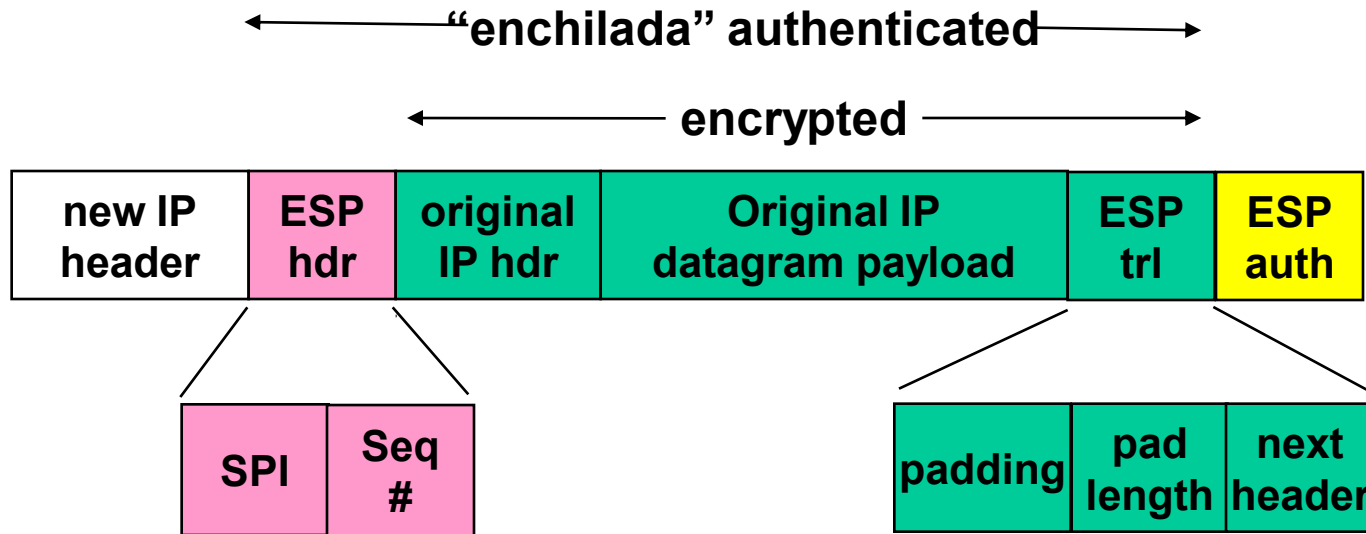 “enchilada” authenticated
encrypted
new IP
header
ESP
hdr
original
IP hdr
Original IP
datagram payload
ESP
trl
ESP
auth
SPI
Seq
#
padding
pad
length
next
header